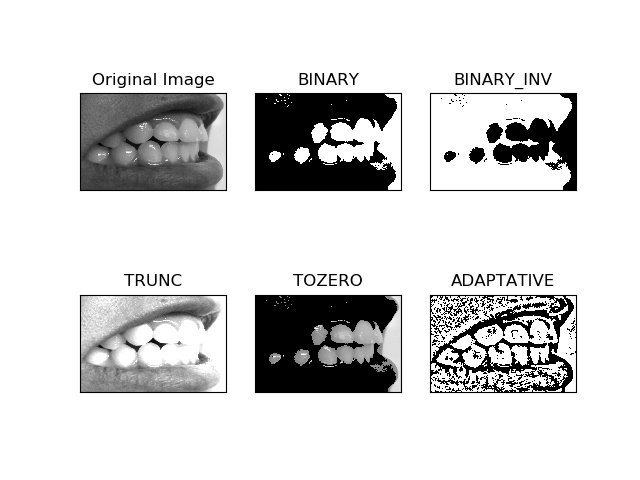 Original Image
BINARY
BINARY_INV
TRUNC
TOZERO
ADAPTATIVE